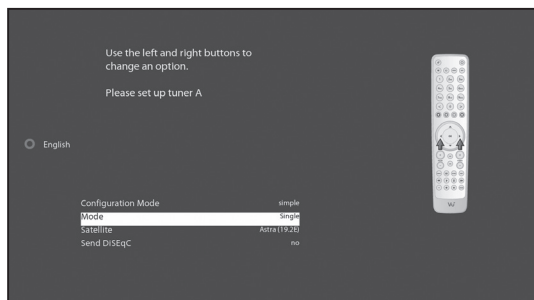 Use the left and right buttons to
change an option.
Please set up tuner A
English
Configuration Mode simple
Mode Single
Satellite Astra (19.2E)
Send DiSEqC no